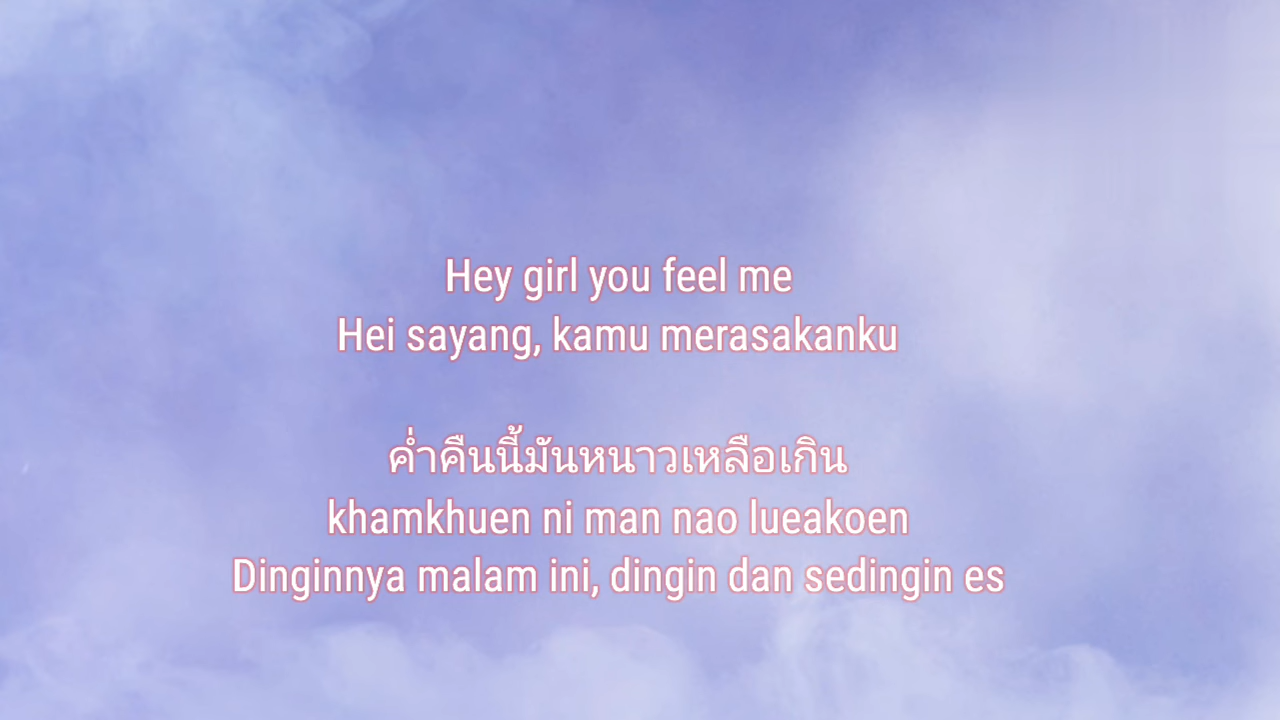 Hey girl you feel me
Hei sayang, kamu merasakanku
ค่ำคืนนี้มันหนาวเหลือเกิน
khamkhuen ni man nao lueakoen
Dinginnya malam ini, dingin dan sedingin es